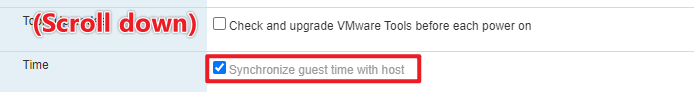 (Scroll down)
Check and upgrade VMware Tools before each power on
Time
Synchronize guest time with host